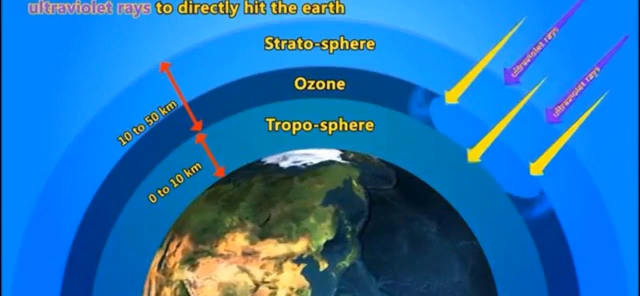 ultraviolet rays to directly hit the earth
Strato-sphere
ultraviolet rays
Ozone
ultraviolet rays
10 to 50 km
Tropo-sphere
0 to 10 km